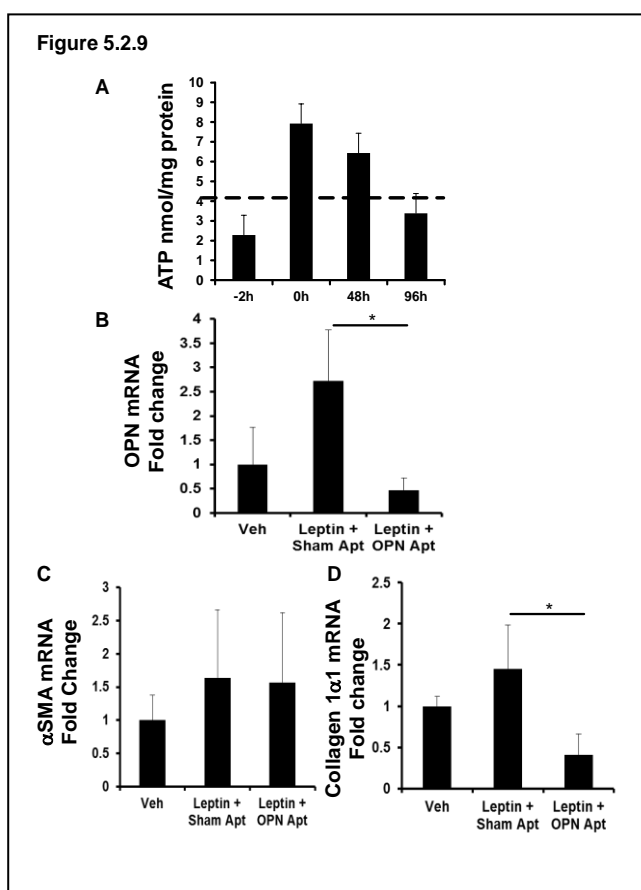 Figure 5.2.9
A
ATP nmol/mg protein
10
9
8
7
6
5
4
3
2
1
0
-2h 0h 48h 96h
B
OPN mRNA
Fold change
4
3.5
3
2.5
2
1.5
1
0.5
0
*
Veh Leptin + Leptin +
Sham Apt OPN Apt
C
αSMA mRNA
Fold Change
3
2.5
2
1.5
1
0.5
0
Veh Leptin + Leptin +
Sham Apt OPN Apt
D
Collagen 1α1 mRNA
Fold change
2.5
2
1.5
1
0.5
0
*
Veh Leptin + Leptin +
Sham Apt OPN Apt